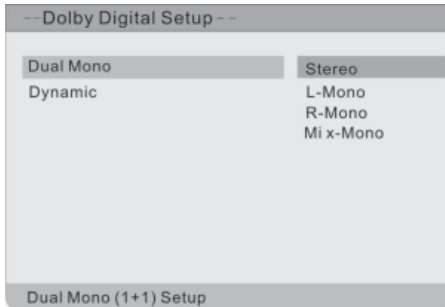 --Dolby Digital Setup--
Dual Mono
Stereo
Dynamic
L-Mono
R-Mono
Mi x-Mono
Dual Mono (1+1) Setup